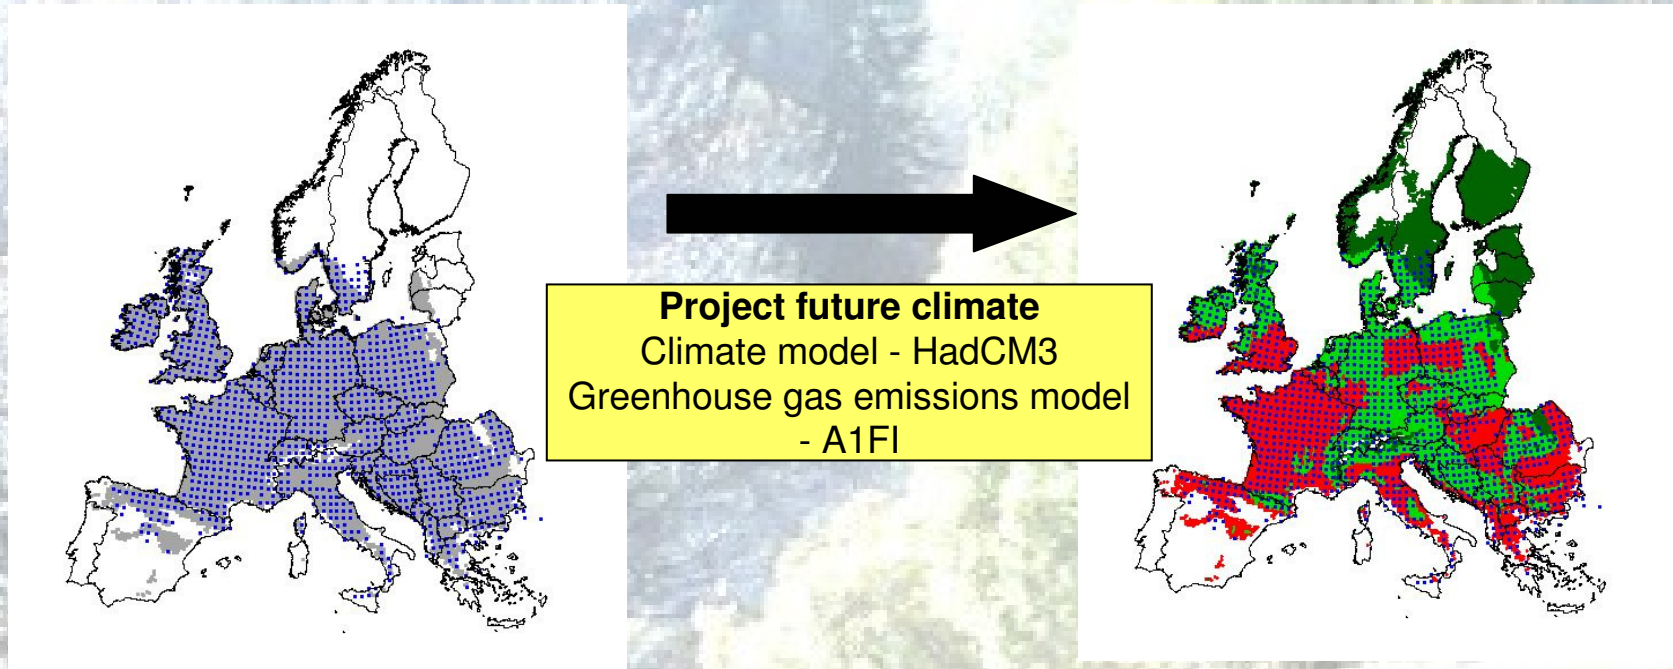 Project future climate
Climate model - HadCM3
Greenhouse gas emissions model
- A1FI